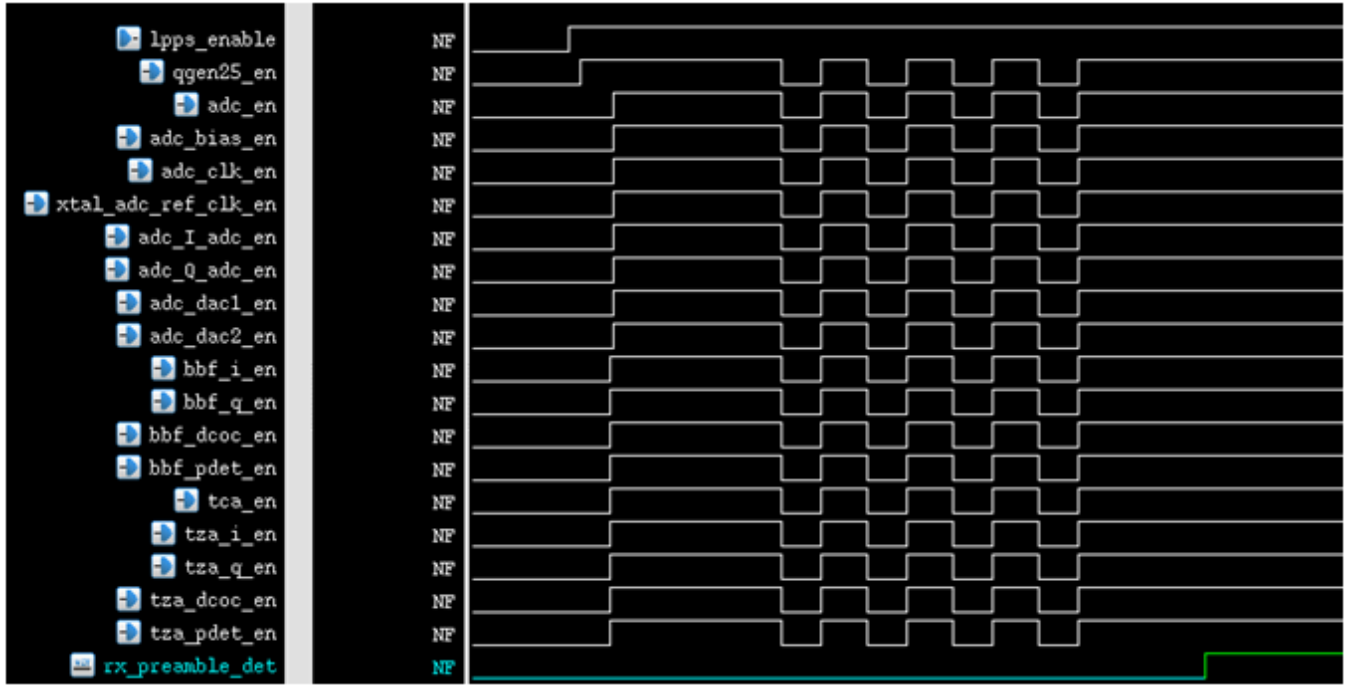 lpps_enable NF
qgen25_en NF
adc_en NF
adc_bias_en NF
adc_clk_en NF
xtal_adc_ref_clk_en NF
adc_I_adc_en NF
adc_Q_adc_en NF
adc_dac1_en NF
adc_dac2_en NF
bbf_i_en NF
bbf_q_en NF
bbf_dcoc_en NF
bbf_pdet_en NF
tca_en NF
tza_i_en NF
tza_q_en NF
tza_dcoc_en NF
tza_pdet_en NF
rx_preamble_det NF